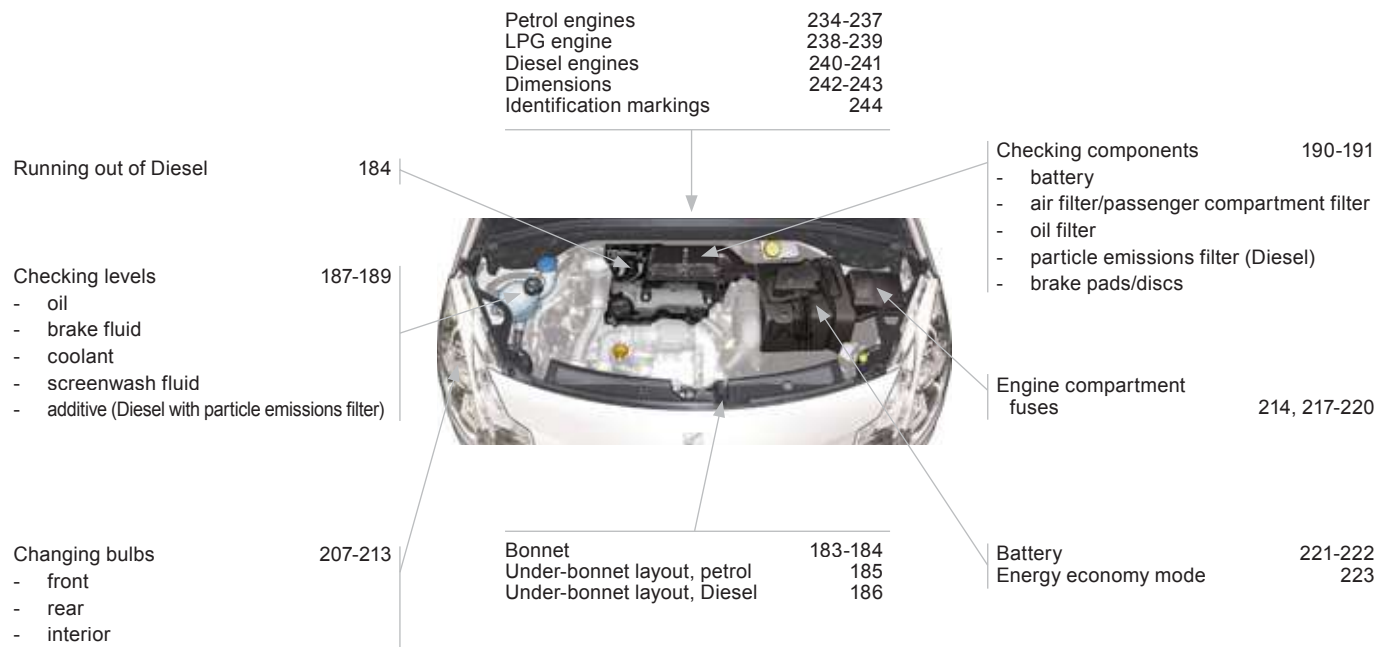 Petrol engines 234-237
LPG engine 238-239
Diesel engines 240-241
Dimensions 242-243
Identification markings 244
Running out of Diesel 184
Checking levels 187-189
- oil
- brake fluid
- coolant
- screenwash fluid
- additive (Diesel with particle emissions filter)
Changing bulbs 207-213
- front
- rear
- interior
Bonnet 183-184
Under-bonnet layout, petrol 185
Under-bonnet layout, Diesel 186
Checking components 190-191
- battery
- air filter/passenger compartment filter
- oil filter
- particle emissions filter (Diesel)
- brake pads/discs
Engine compartment
fuses 214, 217-220
Battery 221-222
Energy economy mode 223